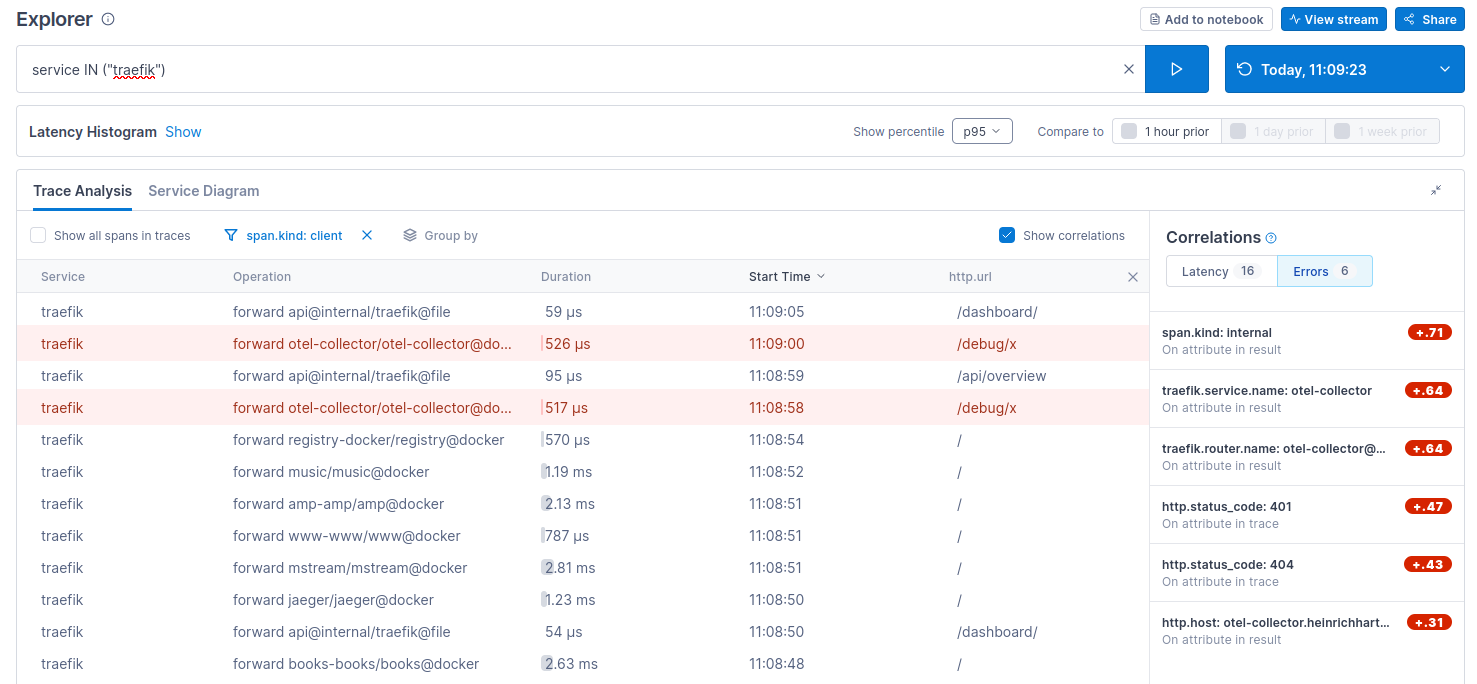 Explorer
Add to notebook View stream Share
service IN ("traefik")
Today, 11:09:23
Latency Histogram Show
Show percentile p95 Compare to 1 hour prior 1 day prior 1 week prior
Trace Analysis Service Diagram
Show all spans in traces span.kind: client Group by Show correlations
Service Operation Duration Start Time http.url
traefik forward api@internal/traefik@file 59 µs 11:09:05 /dashboard/
traefik forward otel-collector/otel-collector@do... 526 µs 11:09:00 /debug/x
traefik forward api@internal/traefik@file 95 µs 11:08:59 /api/overview
traefik forward otel-collector/otel-collector@do... 517 µs 11:08:58 /debug/x
traefik forward registry-docker/registry@docker 570 µs 11:08:54 /
traefik forward music/music@docker 1.19 ms 11:08:52 /
traefik forward amp-amp/amp@docker 2.13 ms 11:08:51 /
traefik forward www-www/www@docker 787 µs 11:08:51 /
traefik forward mstream/mstream@docker 2.81 ms 11:08:51 /
traefik forward jaeger/jaeger@docker 1.23 ms 11:08:50 /
traefik forward api@internal/traefik@file 54 µs 11:08:50 /dashboard/
traefik forward books-books/books@docker 2.63 ms 11:08:48 /
Correlations
Latency 16 Errors 6
span.kind: internal +.71
On attribute in result
traefik.service.name: otel-collector +.64
On attribute in result
traefik.router.name: otel-collector@... +.64
On attribute in result
http.status_code: 401 +.47
On attribute in trace
http.status_code: 404 +.43
On attribute in trace
http.host: otel-collector.heinrichhart... +.31
On attribute in result